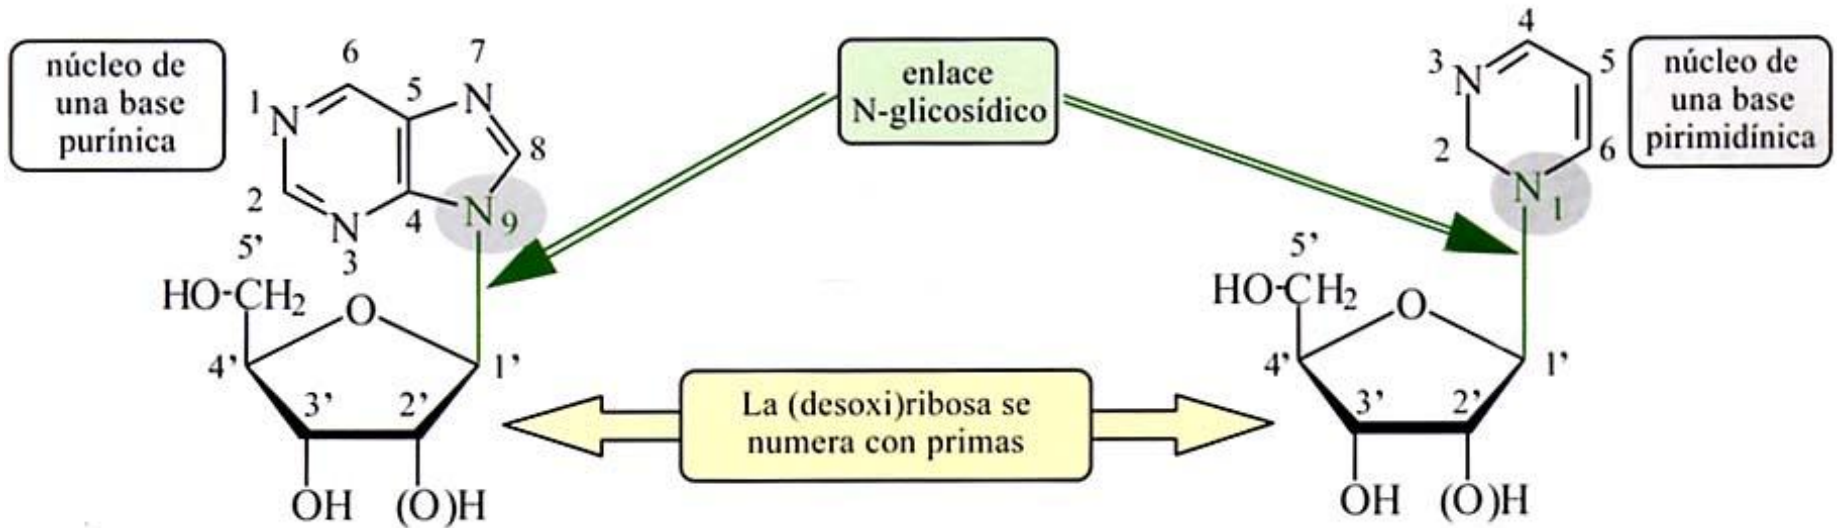 núcleo de
una base
purínica
1
2
3
4
5
6
7
8
N
N
N
N 9
5'
HO-CH2
O
4'
1'
3'
2'
OH
(O)H
enlace
N-glicosídico
La (desoxi)ribosa se
numera con primas
4
3
N
5
2
6
N 1
núcleo de
una base
pirimidínica
5'
HO-CH2
O
4'
1'
3'
2'
OH
(O)H